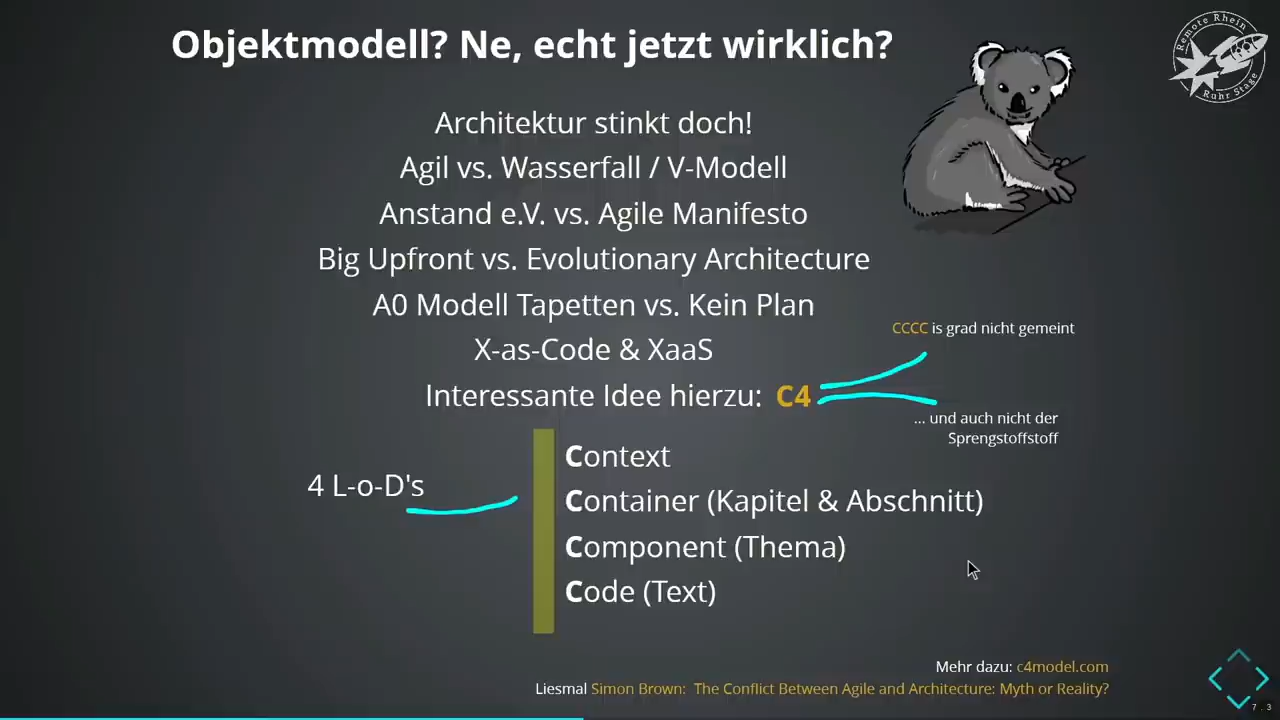 Objektmodell? Ne, echt jetzt wirklich?
Remote Rhein
Ruhr Stage
Architektur stinkt doch!
Agil vs. Wasserfall / V-Modell
Anstand e.V. vs. Agile Manifesto
Big Upfront vs. Evolutionary Architecture
A0 Modell Tapetten vs. Kein Plan
X-as-Code & XaaS
CCCC is grad nicht gemeint
Interessante Idee hierzu: C4
... und auch nicht der
Sprengstoffstoff
4 L-o-D's
Context
Container (Kapitel & Abschnitt)
Component (Thema)
Code (Text)
Mehr dazu: c4model.com
Liesmal Simon Brown: The Conflict Between Agile and Architecture: Myth or Reality?
7.3